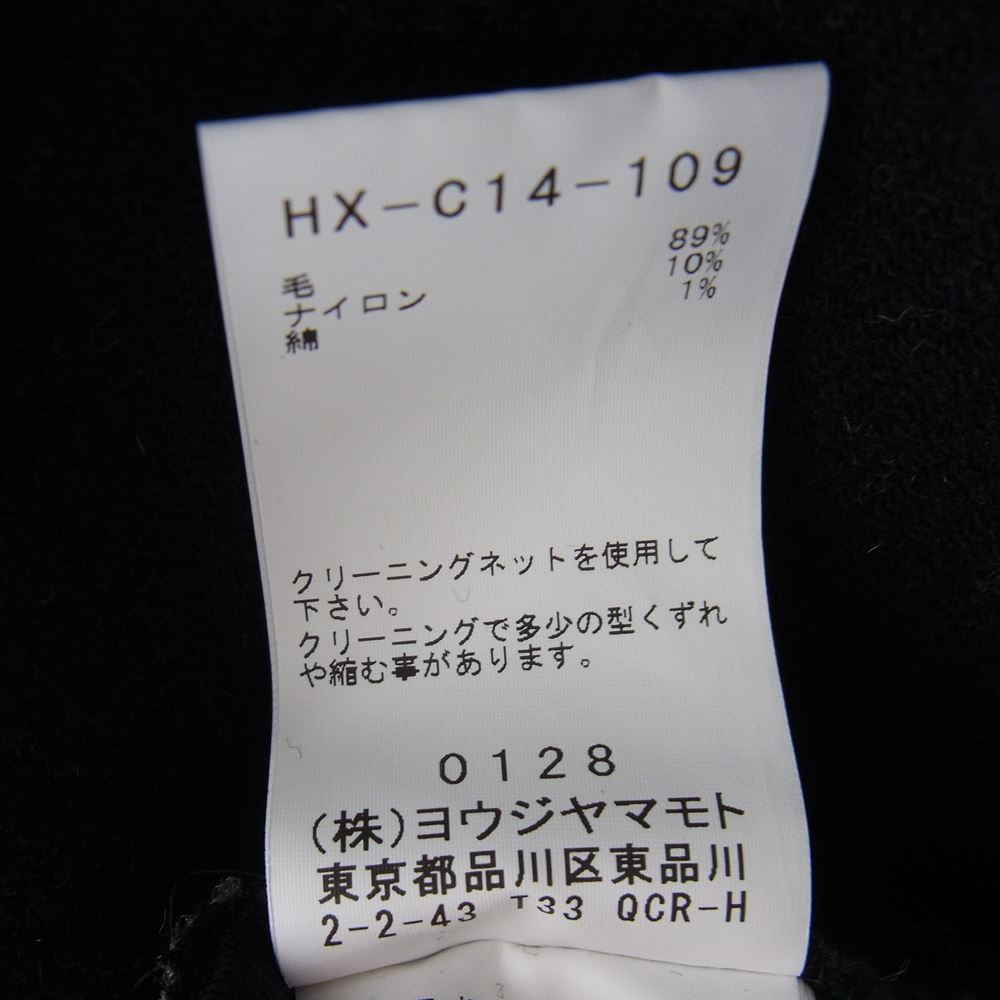 HX-C14-109
毛 89%
ナイロン 10%
綿 1%
クリーニングネットを使用して
下さい。
クリーニングで多少の型くずれ
や縮む事があります。
0128
(株)ヨウジヤマモト
東京都品川区東品川
2-2-43 T33 QCR-H